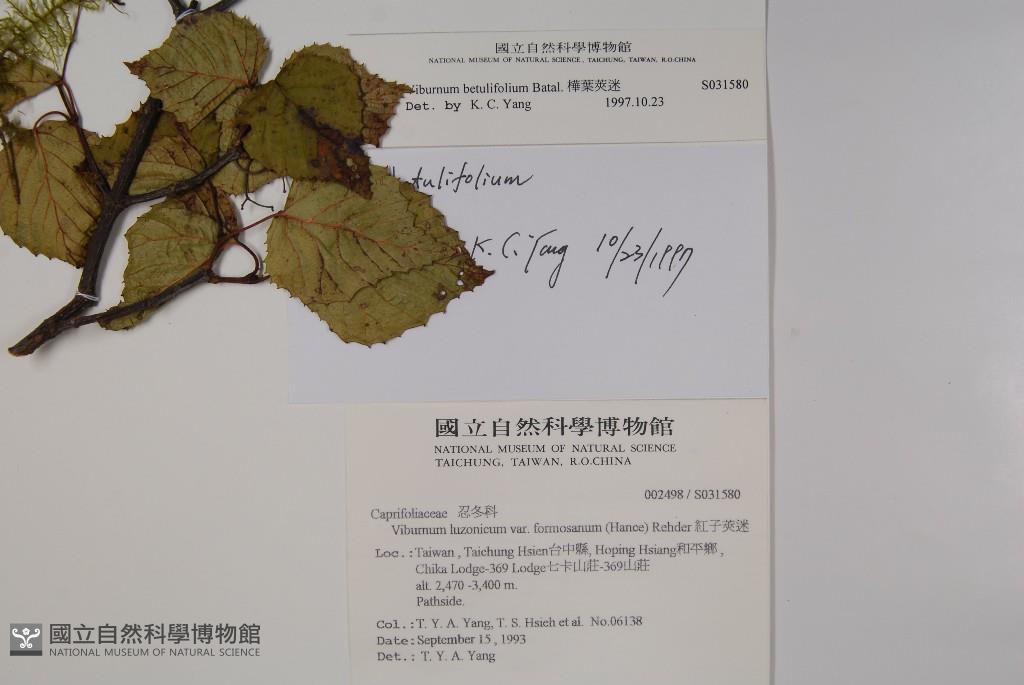 國立自然科學博物館
NATIONAL MUSEUM OF NATURAL SCIENCE, TAICHUNG, TAIWAN, R.O.CHINA
Viburnum betulifolium Batal. 樺葉莢迷 S031580
Det. by K. C. Yang 1997.10.23
tulifolium
K. C. Yang 10/23/1997
國立自然科學博物館
NATIONAL MUSEUM OF NATURAL SCIENCE
TAICHUNG, TAIWAN, R.O.CHINA
002498 / S031580
Caprifoliaceae 忍冬科
Viburnum luzonicum var. formosanum (Hance) Rehder 紅子莢迷
Loc.:Taiwan , Taichung Hsien台中縣, Hoping Hsiang和平鄉 ,
Chika Lodge-369 Lodge七卡山莊-369山莊
alt. 2,470 -3,400 m.
Pathside.
Col.:T. Y. A. Yang, T. S. Hsieh et al. No.06138
Date:September 15 , 1993
Det.: T. Y. A. Yang
國立自然科學博物館
NATIONAL MUSEUM OF NATURAL SCIENCE